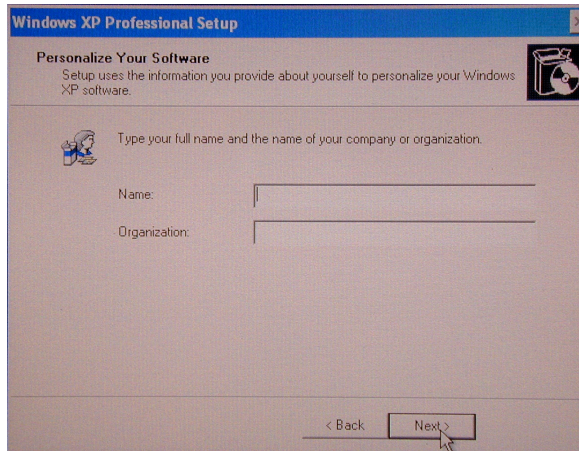 Windows XP Professional Setup
Personalize Your Software
Setup uses the information you provide about yourself to personalize your Windows
XP software.
Type your full name and the name of your company or organization.
Name:
Organization:
< Back
Next >